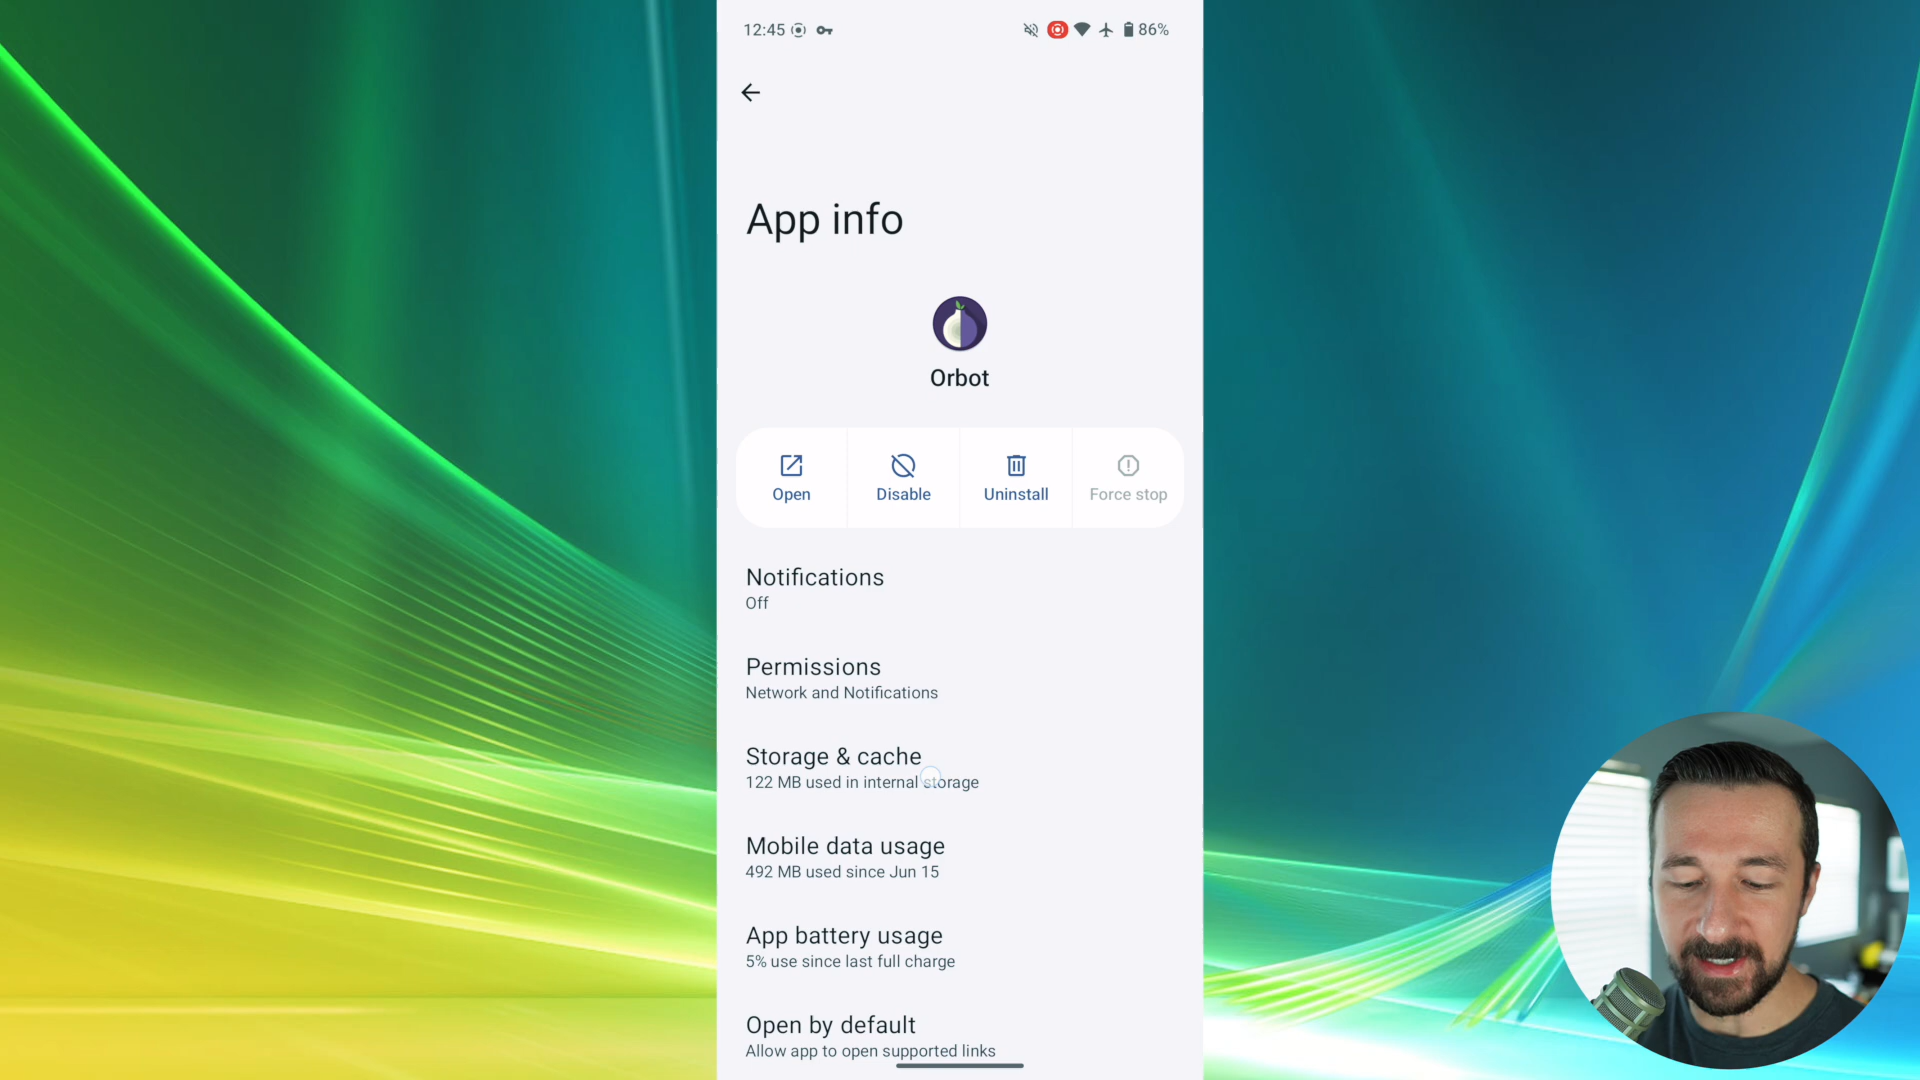 12:45
86%
App info
Orbot
Open
Disable
Uninstall
Force stop
Notifications
Off
Permissions
Network and Notifications
Storage & cache
122 MB used in internal storage
Mobile data usage
492 MB used since Jun 15
App battery usage
5% use since last full charge
Open by default
Allow app to open supported links